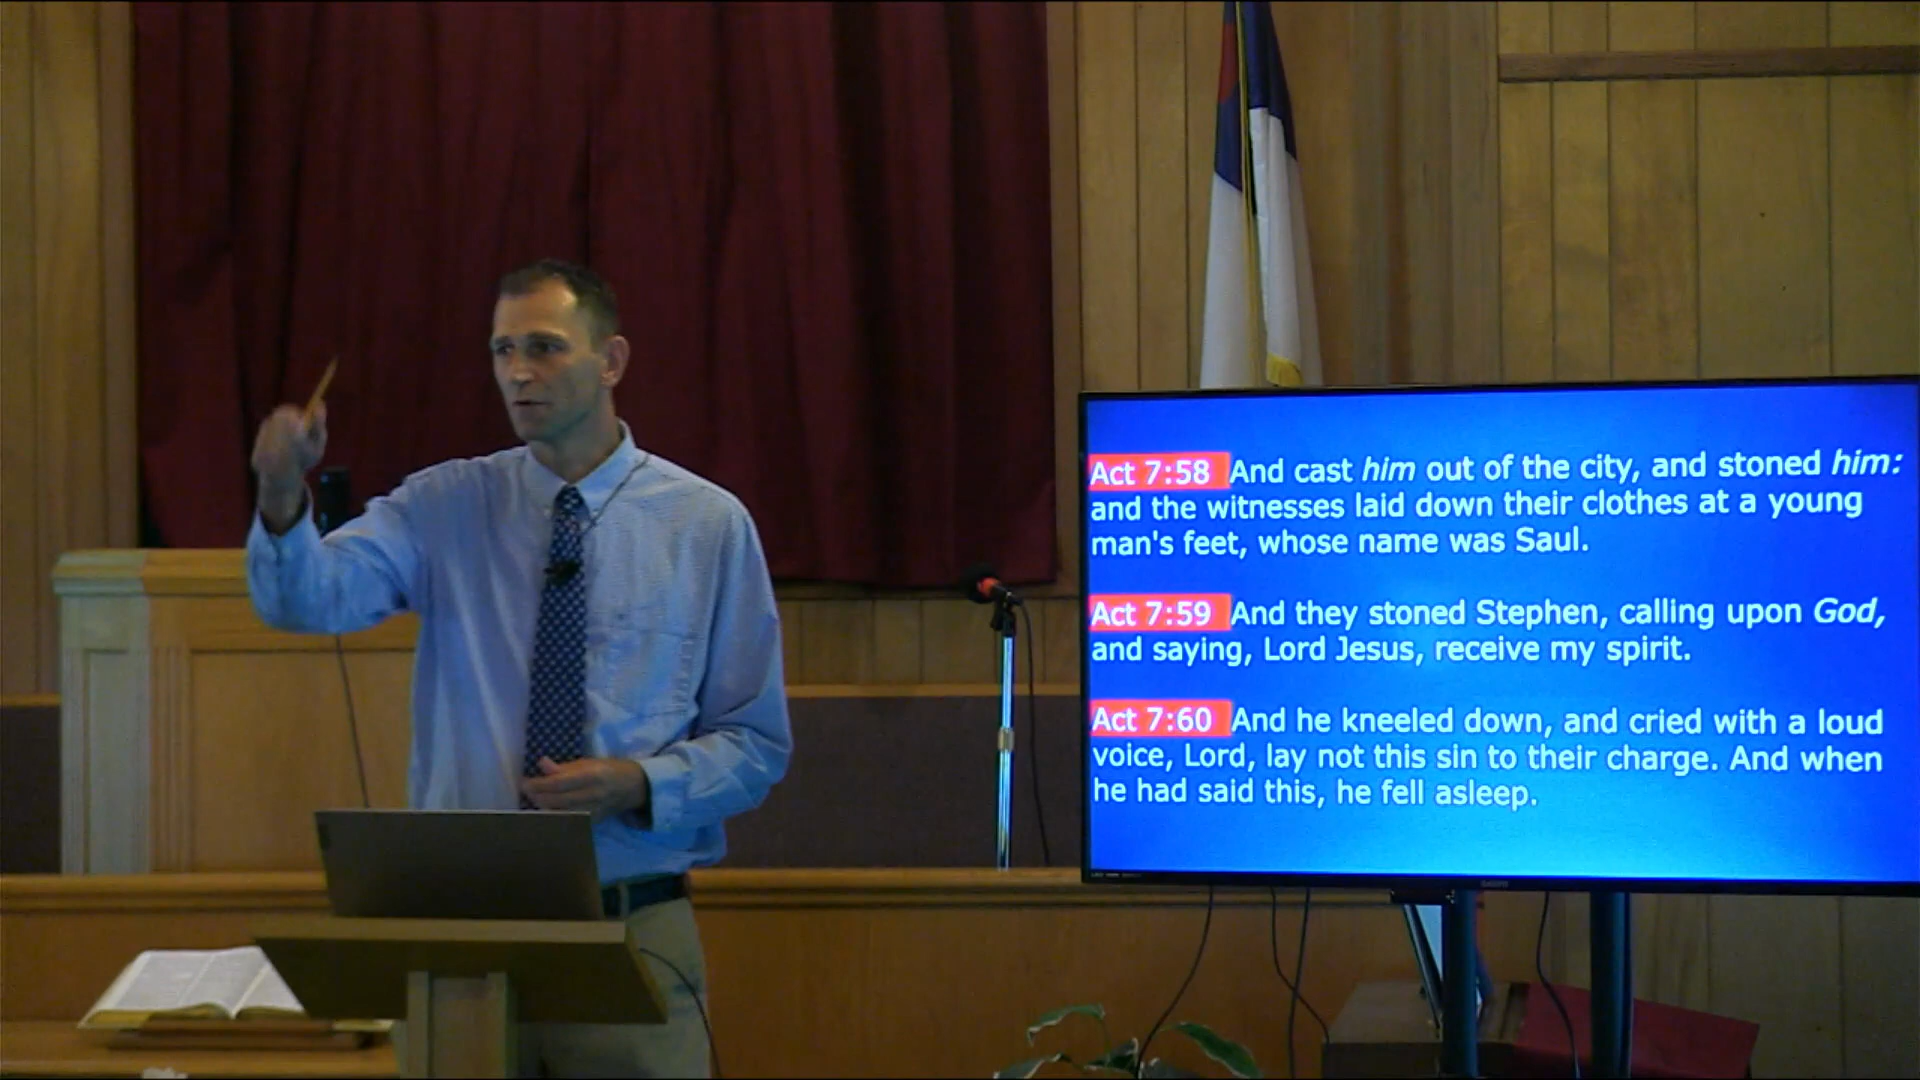 Act 7:58 And cast him out of the city, and stoned him:
and the witnesses laid down their clothes at a young
man's feet, whose name was Saul.
Act 7:59 And they stoned Stephen, calling upon God,
and saying, Lord Jesus, receive my spirit.
Act 7:60 And he kneeled down, and cried with a loud
voice, Lord, lay not this sin to their charge. And when
he had said this, he fell asleep.